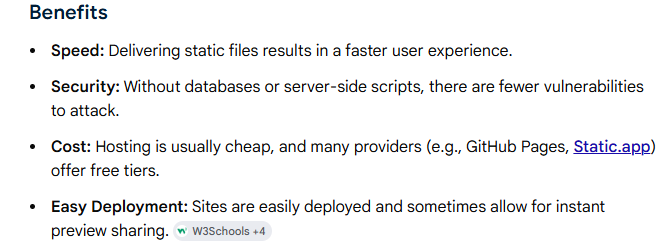 Benefits
• Speed: Delivering static files results in a faster user experience.
• Security: Without databases or server-side scripts, there are fewer vulnerabilities
to attack.
• Cost: Hosting is usually cheap, and many providers (e.g., GitHub Pages, Static.app)
offer free tiers.
• Easy Deployment: Sites are easily deployed and sometimes allow for instant
preview sharing. W3Schools +4